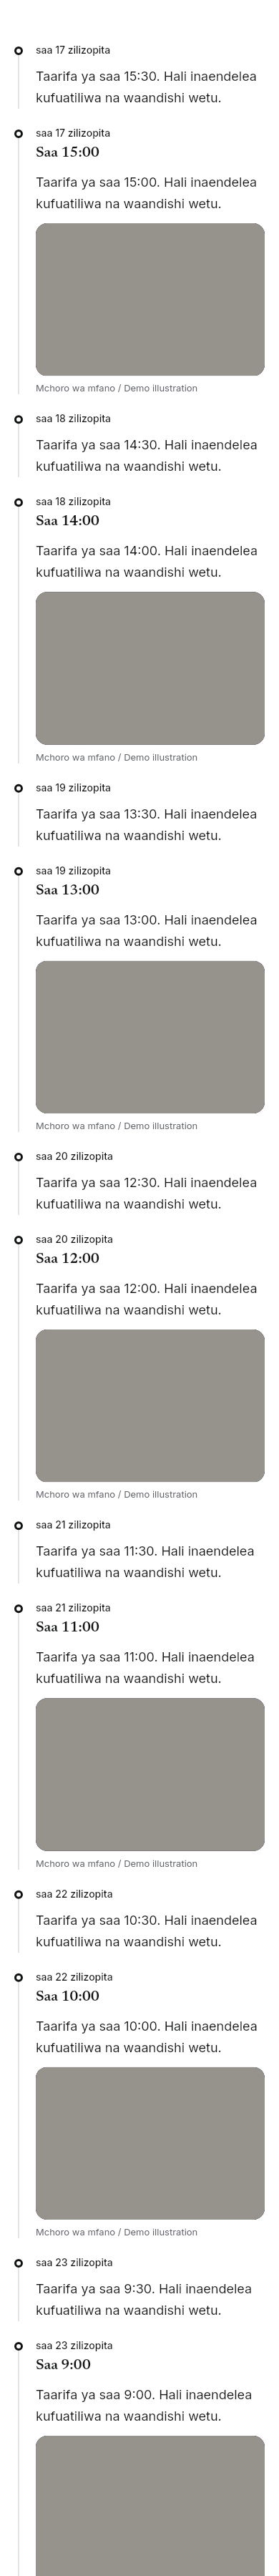 saa 17 zilizopita
Taarifa ya saa 15:30. Hali inaendelea
kufuatiliwa na waandishi wetu.
saa 17 zilizopita
Saa 15:00
Taarifa ya saa 15:00. Hali inaendelea
kufuatiliwa na waandishi wetu.
Mchoro wa mfano / Demo illustration
saa 18 zilizopita
Taarifa ya saa 14:30. Hali inaendelea
kufuatiliwa na waandishi wetu.
saa 18 zilizopita
Saa 14:00
Taarifa ya saa 14:00. Hali inaendelea
kufuatiliwa na waandishi wetu.
Mchoro wa mfano / Demo illustration
saa 19 zilizopita
Taarifa ya saa 13:30. Hali inaendelea
kufuatiliwa na waandishi wetu.
saa 19 zilizopita
Saa 13:00
Taarifa ya saa 13:00. Hali inaendelea
kufuatiliwa na waandishi wetu.
Mchoro wa mfano / Demo illustration
saa 20 zilizopita
Taarifa ya saa 12:30. Hali inaendelea
kufuatiliwa na waandishi wetu.
saa 20 zilizopita
Saa 12:00
Taarifa ya saa 12:00. Hali inaendelea
kufuatiliwa na waandishi wetu.
Mchoro wa mfano / Demo illustration
saa 21 zilizopita
Taarifa ya saa 11:30. Hali inaendelea
kufuatiliwa na waandishi wetu.
saa 21 zilizopita
Saa 11:00
Taarifa ya saa 11:00. Hali inaendelea
kufuatiliwa na waandishi wetu.
Mchoro wa mfano / Demo illustration
saa 22 zilizopita
Taarifa ya saa 10:30. Hali inaendelea
kufuatiliwa na waandishi wetu.
saa 22 zilizopita
Saa 10:00
Taarifa ya saa 10:00. Hali inaendelea
kufuatiliwa na waandishi wetu.
Mchoro wa mfano / Demo illustration
saa 23 zilizopita
Taarifa ya saa 9:30. Hali inaendelea
kufuatiliwa na waandishi wetu.
saa 23 zilizopita
Saa 9:00
Taarifa ya saa 9:00. Hali inaendelea
kufuatiliwa na waandishi wetu.